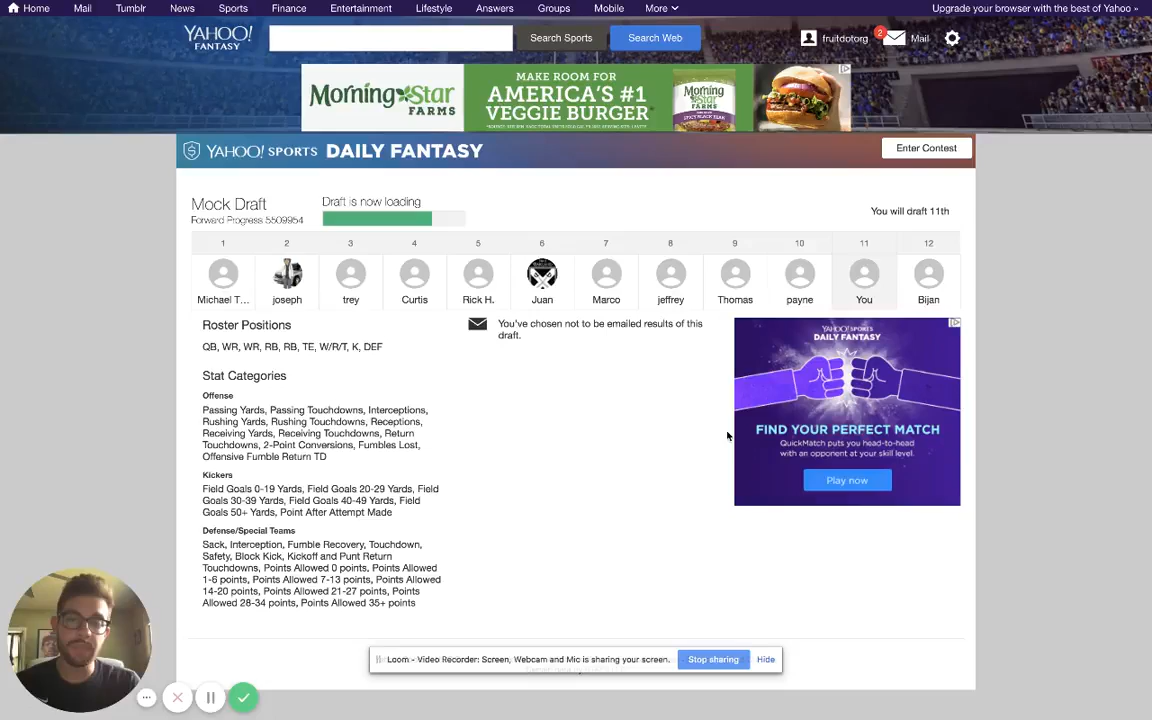 Home Mail Tumblr News Sports Finance Entertainment Lifestyle Answers Groups Mobile More Upgrade your browser with the best of Yahoo »
YAHOO!
FANTASY
Search Sports Search Web fruitdotorg 2 Mail
MorningStar
FARMS
MAKE ROOM FOR
AMERICA'S #1
VEGGIE BURGER*
YAHOO! SPORTS DAILY FANTASY Enter Contest
Mock Draft
Forward Progress 5509954
Draft is now loading
You will draft 11th
1 2 3 4 5 6 7 8 9 10 11 12
Michael T... joseph trey Curtis Rick H. Juan Marco jeffrey Thomas payne You Bijan
Roster Positions
QB, WR, WR, RB, RB, TE, W/R/T, K, DEF
You've chosen not to be emailed results of this
draft.
Stat Categories
Offense
Passing Yards, Passing Touchdowns, Interceptions,
Rushing Yards, Rushing Touchdowns, Receptions,
Receiving Yards, Receiving Touchdowns, Return
Touchdowns, 2-Point Conversions, Fumbles Lost,
Offensive Fumble Return TD
Kickers
Field Goals 0-19 Yards, Field Goals 20-29 Yards, Field
Goals 30-39 Yards, Field Goals 40-49 Yards, Field
Goals 50+ Yards, Point After Attempt Made
Defense/Special Teams
Sack, Interception, Fumble Recovery, Touchdown,
Safety, Block Kick, Kickoff and Punt Return
Touchdowns, Points Allowed 0 points, Points Allowed
1-6 points, Points Allowed 7-13 points, Points Allowed
14-20 points, Points Allowed 21-27 points, Points
Allowed 28-34 points, Points Allowed 35+ points
YAHOO! SPORTS
DAILY FANTASY
FIND YOUR PERFECT MATCH
QuickMatch puts you head-to-head
with an opponent at your skill level.
Play now
Loom - Video Recorder: Screen, Webcam and Mic is sharing your screen. Stop sharing Hide